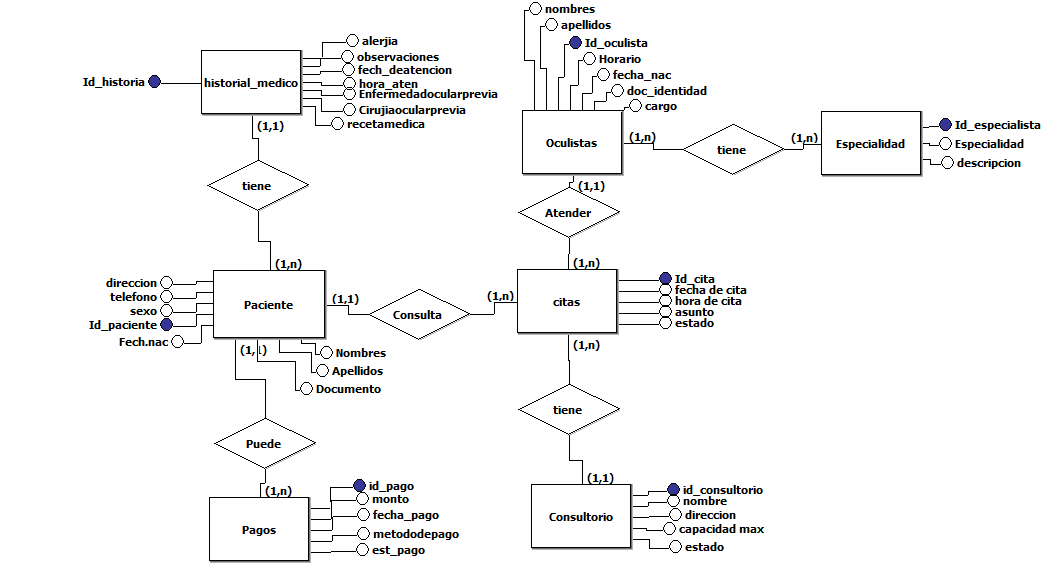 nombres
apellidos
Id_oculista
Horario
fecha_nac
doc_identidad
cargo
alerjia
observaciones
fech_deatencion
hora_aten
Enfermedadocularprevia
Cirujiaocularprevia
recetamedica
Id_historia
historial_medico
(1,1)
tiene
(1,n)
Oculistas
(1,n)
tiene
(1,n)
Especialidad
Id_especialista
Especialidad
descripcion
(1,1)
Atender
(1,n)
direccion
telefono
sexo
Id_paciente
Fech.nac
Paciente
(1,1)
Consulta
(1,n)
citas
Id_cita
fecha de cita
hora de cita
asunto
estado
(1,1)
Nombres
Apellidos
Documento
(1,n)
tiene
(1,1)
Puede
(1,n)
Pagos
id_pago
monto
fecha_pago
metododepago
est_pago
Consultorio
id_consultorio
nombre
direccion
capacidad max
estado